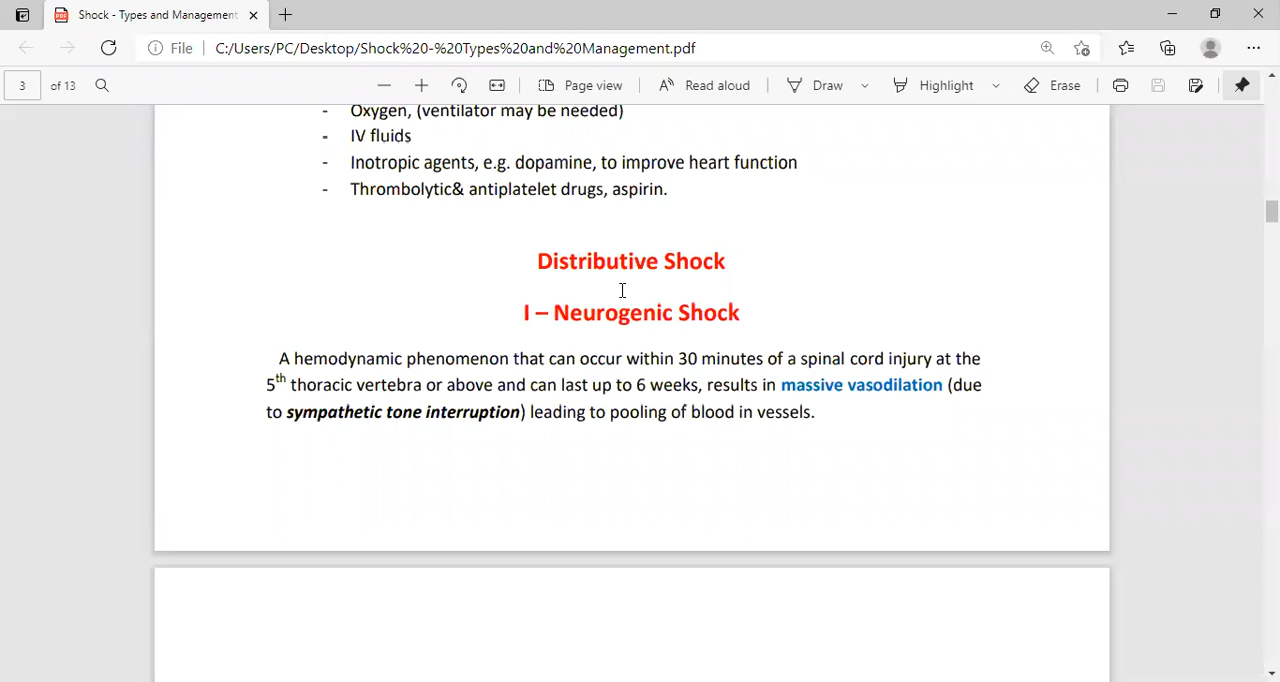 Shock - Types and Management
File
C:/Users/PC/Desktop/Shock%20-%20Types%20and%20Management.pdf
3 of 13
Page view
Read aloud
Draw
Highlight
Erase
- Oxygen, (ventilator may be needed)
- IV fluids
- Inotropic agents, e.g. dopamine, to improve heart function
- Thrombolytic& antiplatelet drugs, aspirin.
Distributive Shock
I – Neurogenic Shock
A hemodynamic phenomenon that can occur within 30 minutes of a spinal cord injury at the
5th thoracic vertebra or above and can last up to 6 weeks, results in massive vasodilation (due
to sympathetic tone interruption) leading to pooling of blood in vessels.